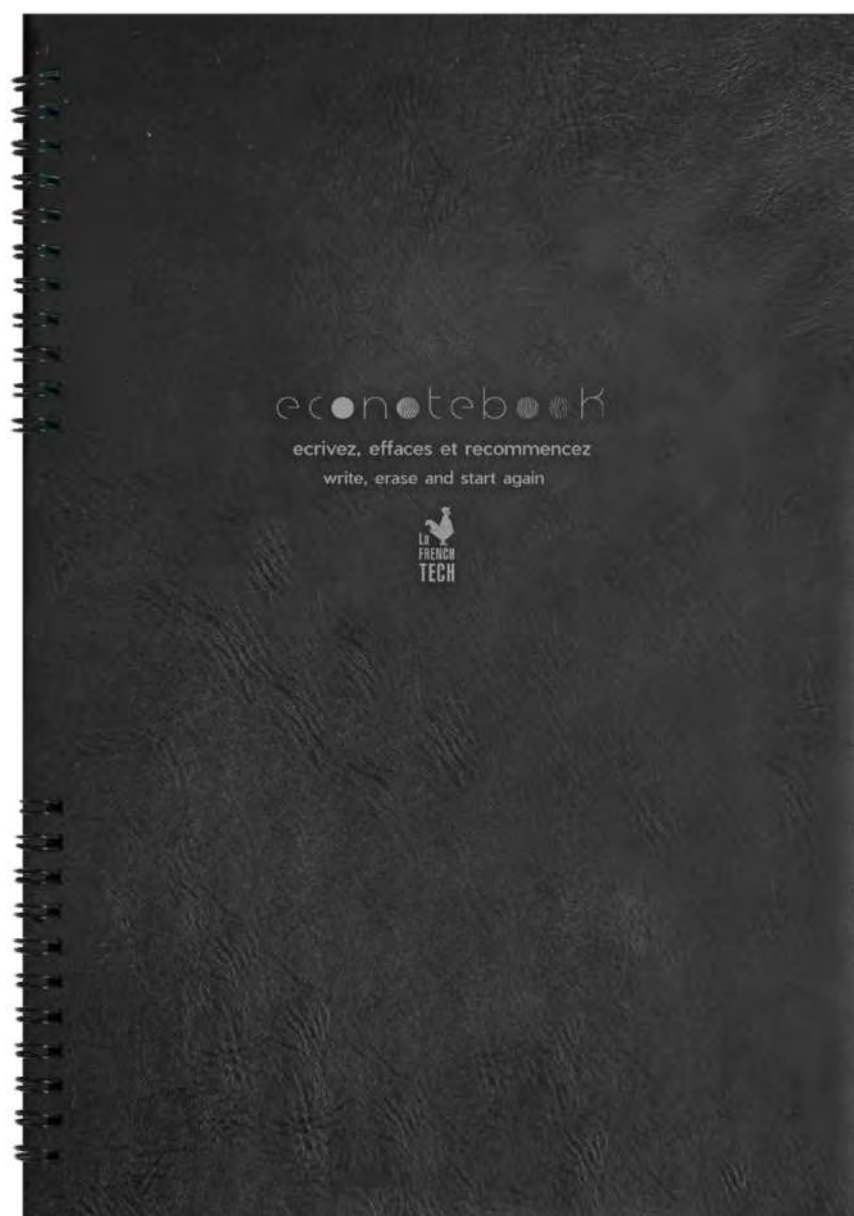 econotebook
ecrivez, effaces et recommencez
write, erase and start again
La
FRENCH
TECH